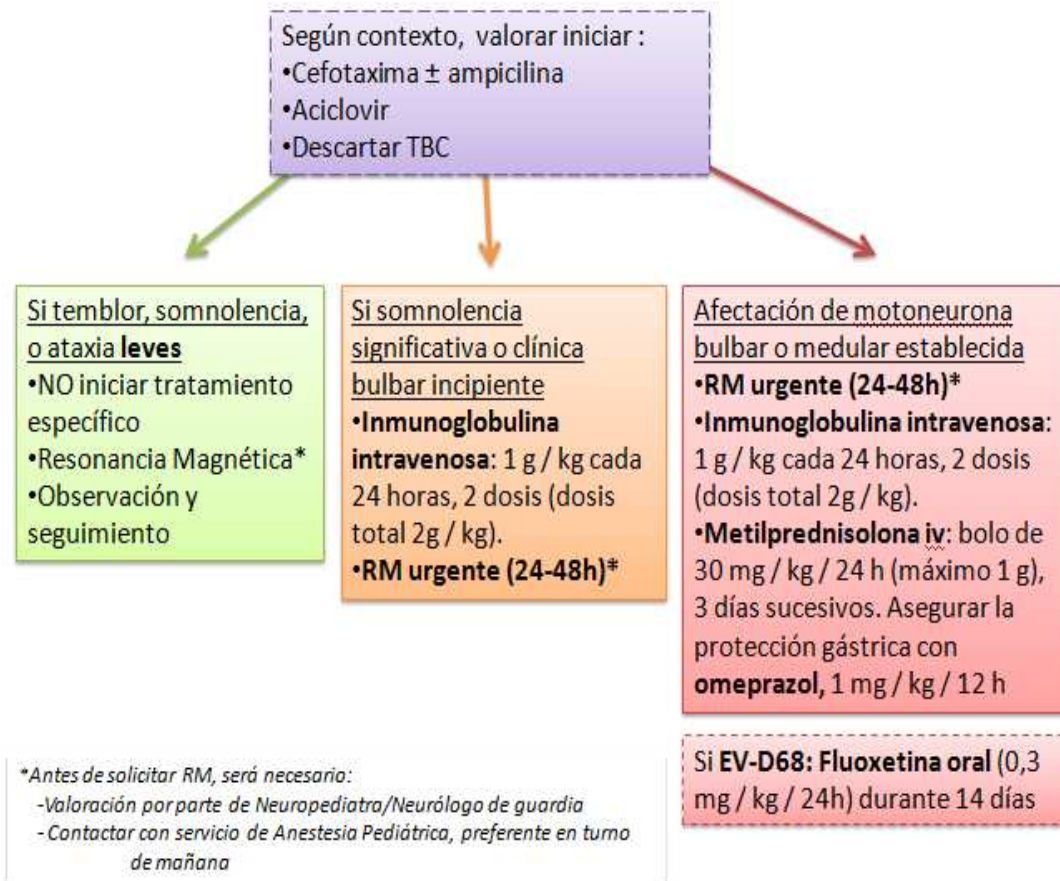 Según contexto, valorar iniciar :
•Cefotaxima ± ampicilina
•Aciclovir
•Descartar TBC
Si temblor, somnolencia,
o ataxia leves
•NO iniciar tratamiento
específico
•Resonancia Magnética*
•Observación y
seguimiento
Si somnolencia
significativa o clínica
bulbar incipiente
•Inmunoglobulina
intravenosa: 1 g / kg cada
24 horas, 2 dosis (dosis
total 2g / kg).
•RM urgente (24-48h)*
Afectación de motoneurona
bulbar o medular establecida
•RM urgente (24-48h)*
•Inmunoglobulina intravenosa:
1 g / kg cada 24 horas, 2 dosis
(dosis total 2g / kg).
•Metilprednisolona iv: bolo de
30 mg / kg / 24 h (máximo 1 g),
3 días sucesivos. Asegurar la
protección gástrica con
omeprazol, 1 mg / kg / 12 h
Si EV-D68: Fluoxetina oral (0,3
mg / kg / 24h) durante 14 días
*Antes de solicitar RM, será necesario:
-Valoración por parte de Neuropediatra/Neurólogo de guardia
-Contactar con servicio de Anestesia Pediátrica, preferente en turno
de mañana